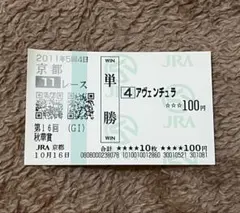 2011年5回4日
京都
11レース
第16回 (GI)
秋華賞
JRA 京都
10月16日
WIN
単勝
WIN
JRA
4 アヴェンチュラ
☆☆☆100円
合計 ★★★★10枚 ★★★★100円